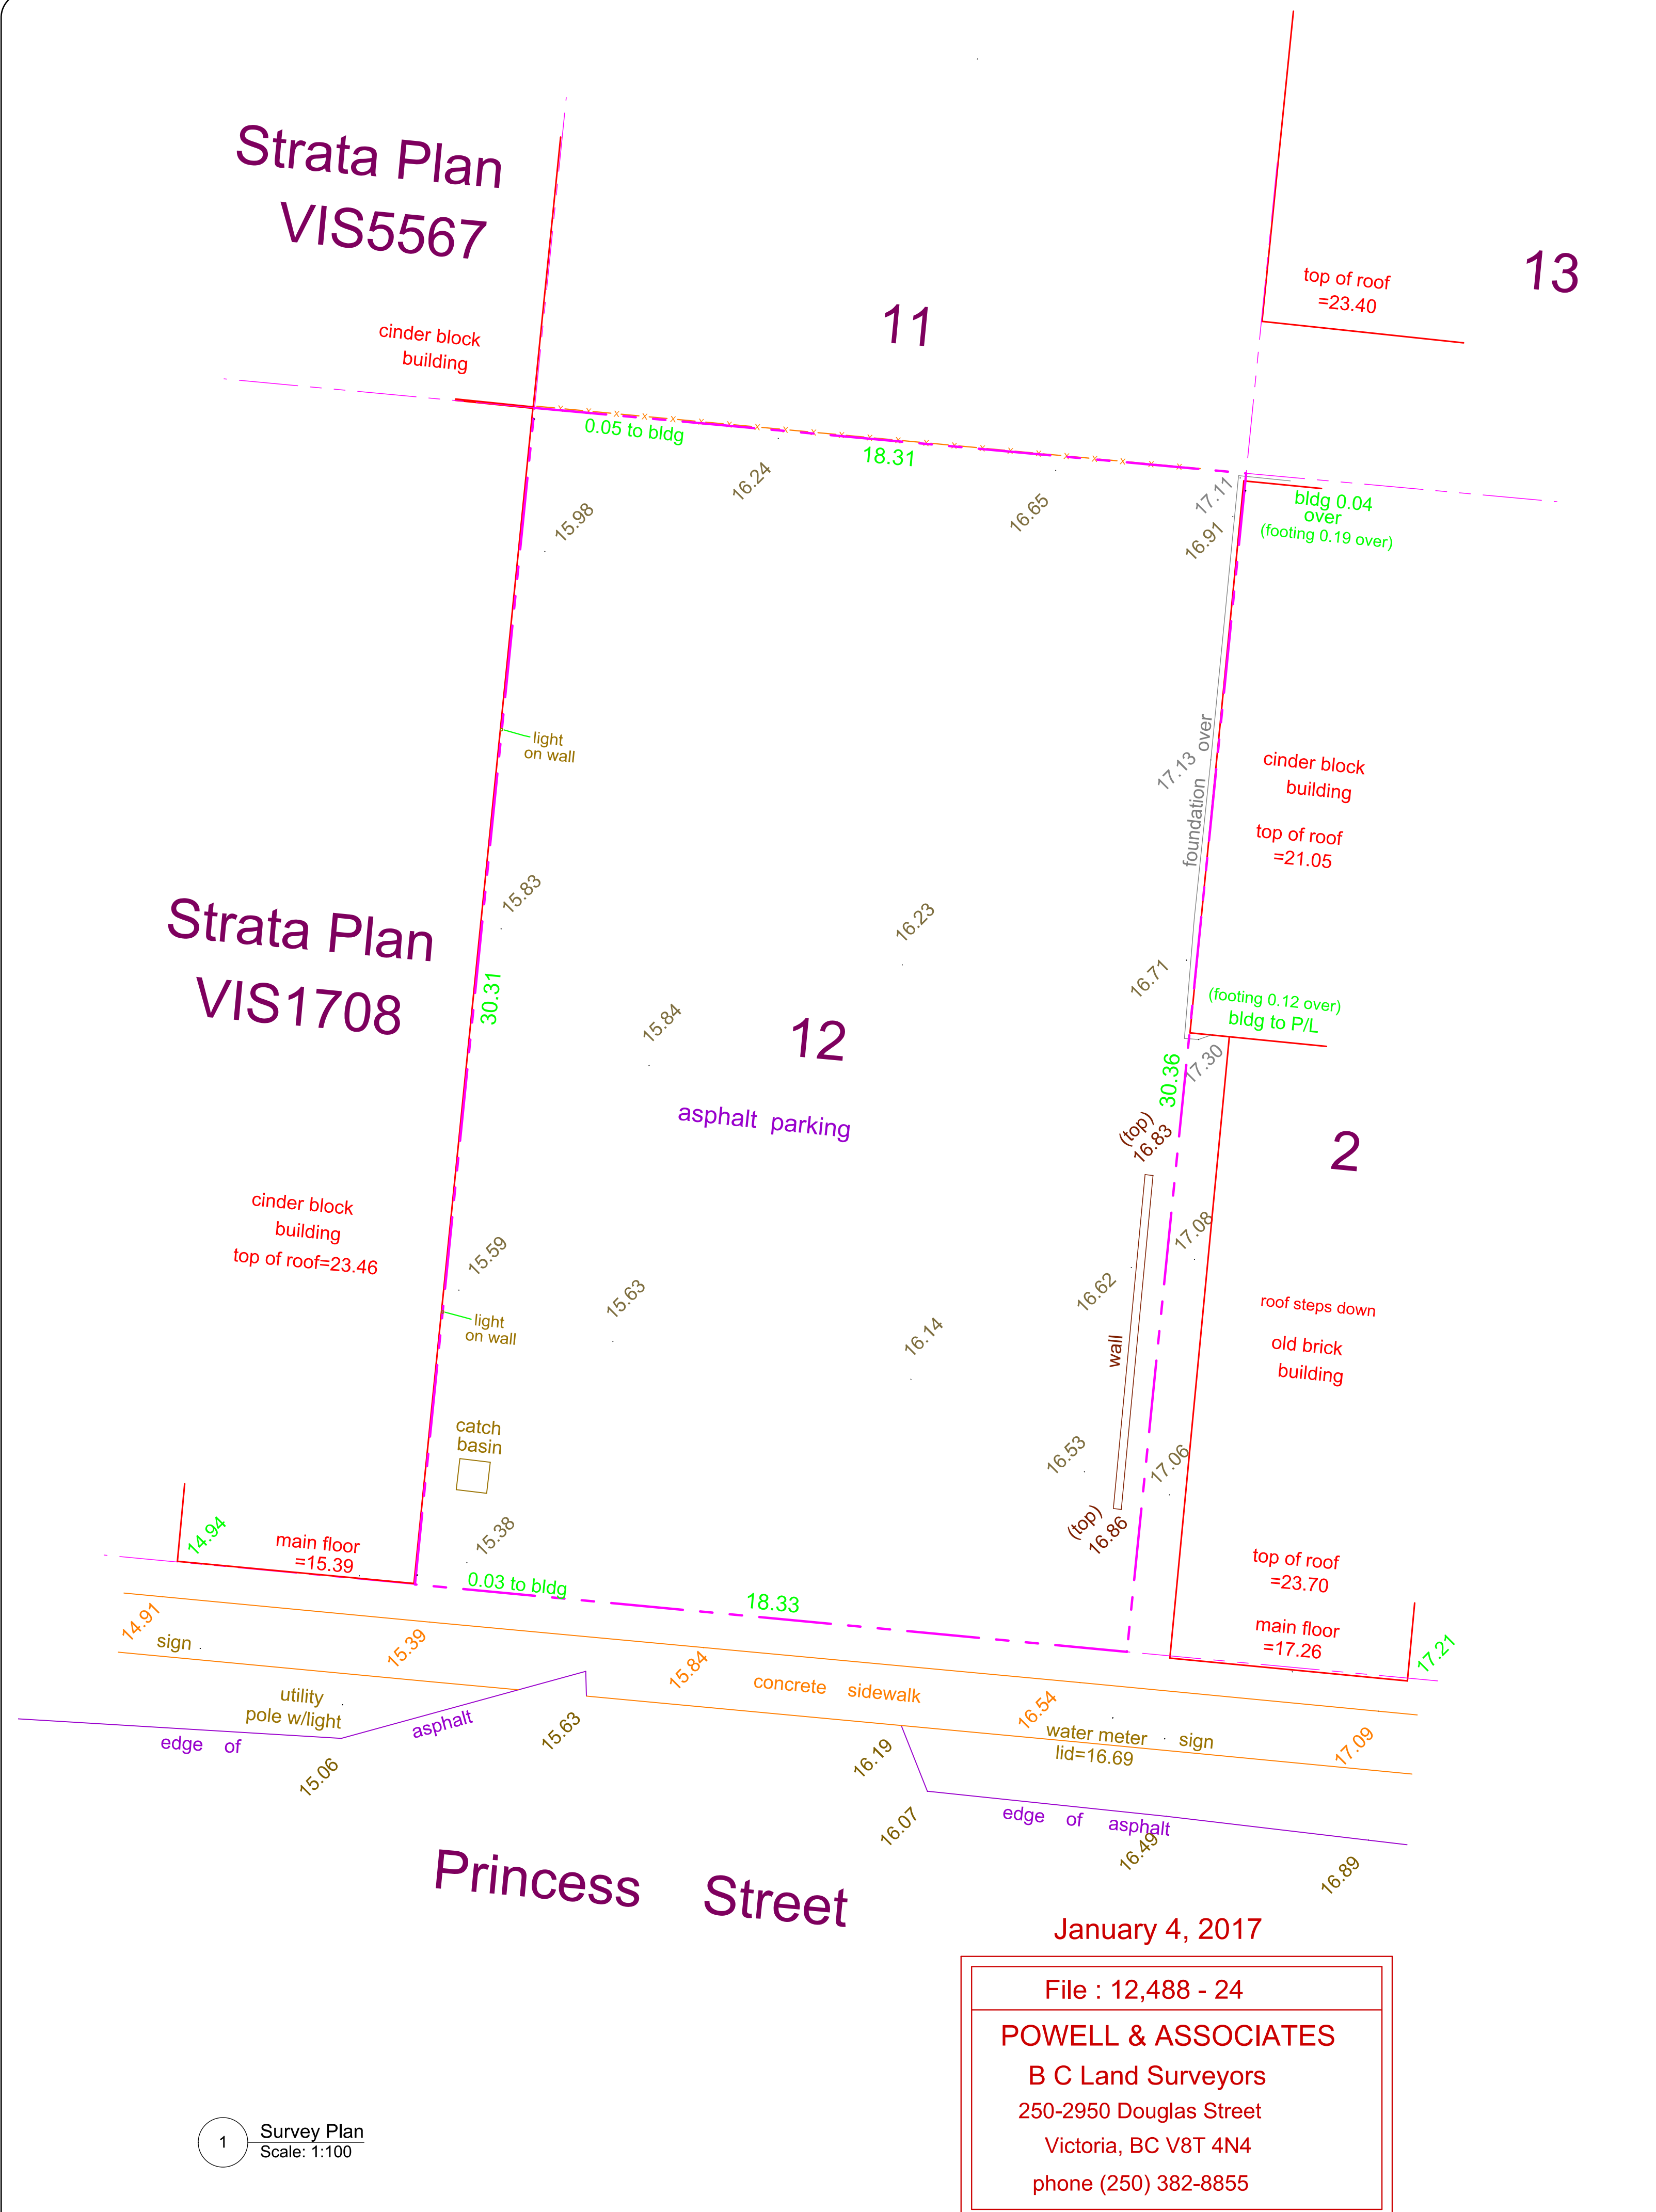 Strata Plan
VIS5567
13
top of roof
=23.40
11
cinder block
building
0.05 to bldg
18.31
16.24
15.98
16.65
17.11
16.91
bldg 0.04
over
(footing 0.19 over)
light
on wall
foundation over
17.13
cinder block
building
top of roof
=21.05
15.83
16.23
Strata Plan
VIS1708
30.31
15.84
12
16.71
(footing 0.12 over)
bldg to P/L
17.30
30.36
asphalt parking
(top)
16.83
2
cinder block
building
top of roof=23.46
15.59
15.63
16.14
16.62
17.08
wall
light
on wall
roof steps down
old brick
building
catch
basin
16.53
17.06
(top)
16.86
14.94
main floor
=15.39
15.38
0.03 to bldg
18.33
top of roof
=23.70
main floor
=17.26
17.21
14.91
sign
15.39
15.84
concrete sidewalk
16.54
water meter
lid=16.69
sign
17.09
utility
pole w/light
edge of asphalt
15.06
15.63
16.19
16.07
edge of asphalt
16.49
16.89
Princess Street
January 4, 2017
File : 12,488 - 24
POWELL & ASSOCIATES
B C Land Surveyors
250-2950 Douglas Street
Victoria, BC V8T 4N4
phone (250) 382-8855
1
Survey Plan
Scale: 1:100